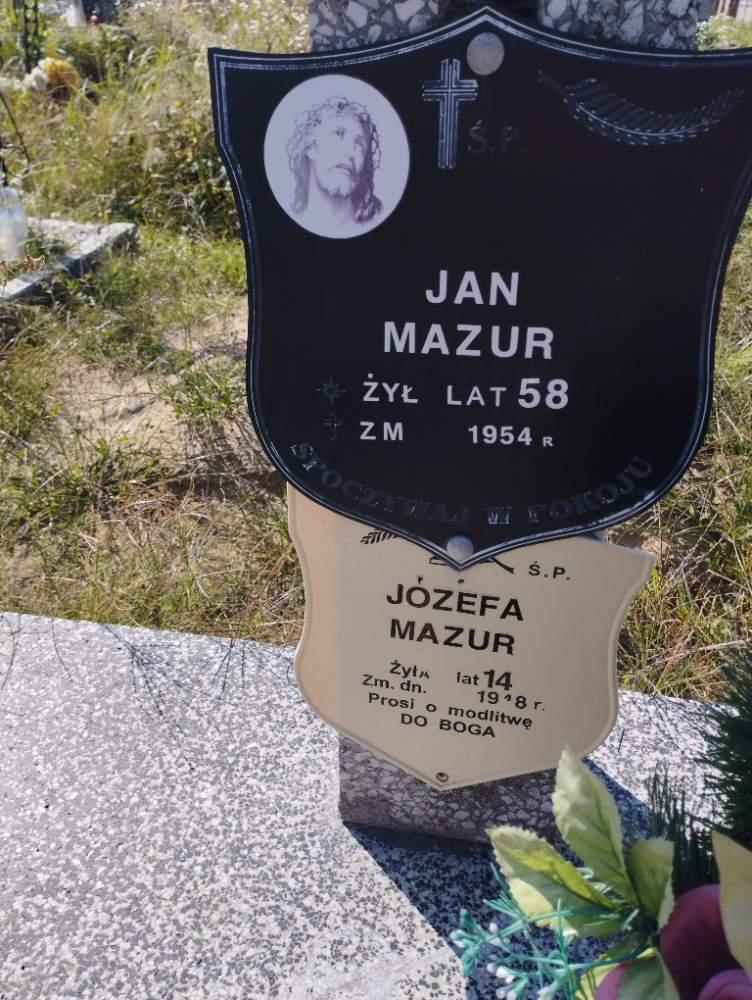 Ś.P.
JAN
MAZUR
ŻYŁ LAT 58
ZM 1954 R
SPOCZYWAJ W POKOJU
Ś.P.
JÓZEFA
MAZUR
Żyła lat 14
Zm. dn. r.
Prosi o modlitwę
DO BOGA